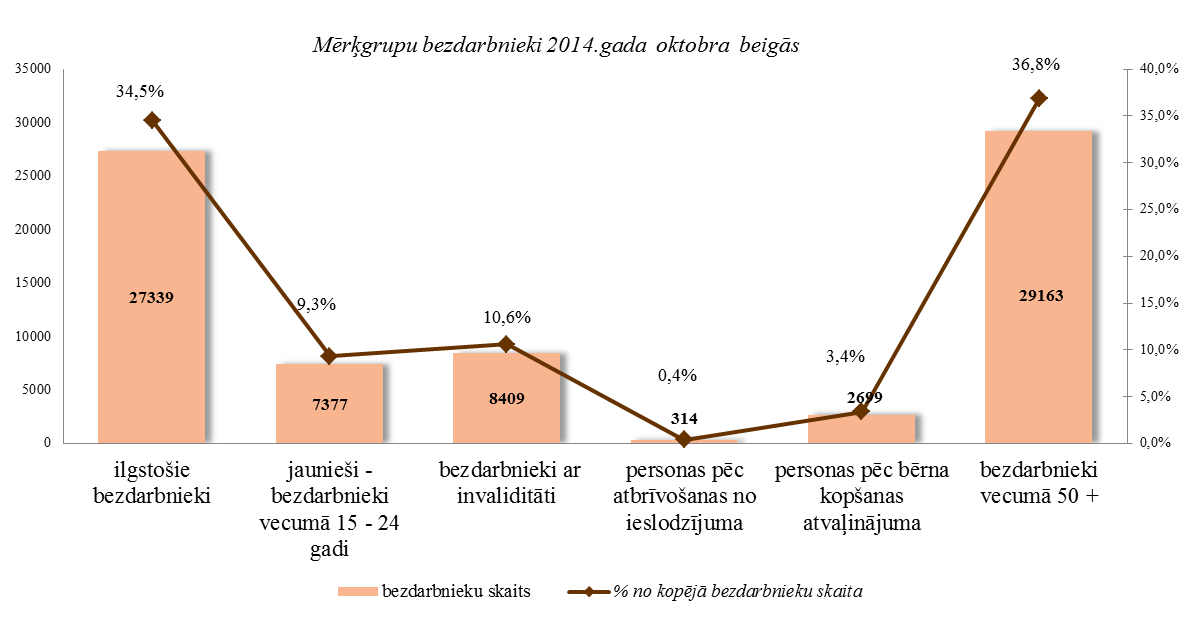 Mērķgrupu bezdarbnieki 2014.gada oktobra beigās
35000
30000
25000
20000
15000
10000
5000
0
40,0%
35,0%
30,0%
25,0%
20,0%
15,0%
10,0%
5,0%
0,0%
34,5%
9,3%
10,6%
0,4%
3,4%
36,8%
27339
7377
8409
314
2699
29163
ilgstošie
bezdarbnieki
jaunieši -
bezdarbnieki
vecumā 15 - 24
gadi
bezdarbnieki ar
invaliditāti
personas pēc
atbrīvošanas no
ieslodzījuma
personas pēc bērna
kopšanas
atvaļinājuma
bezdarbnieki
vecumā 50 +
bezdarbnieku skaits
% no kopējā bezdarbnieku skaita